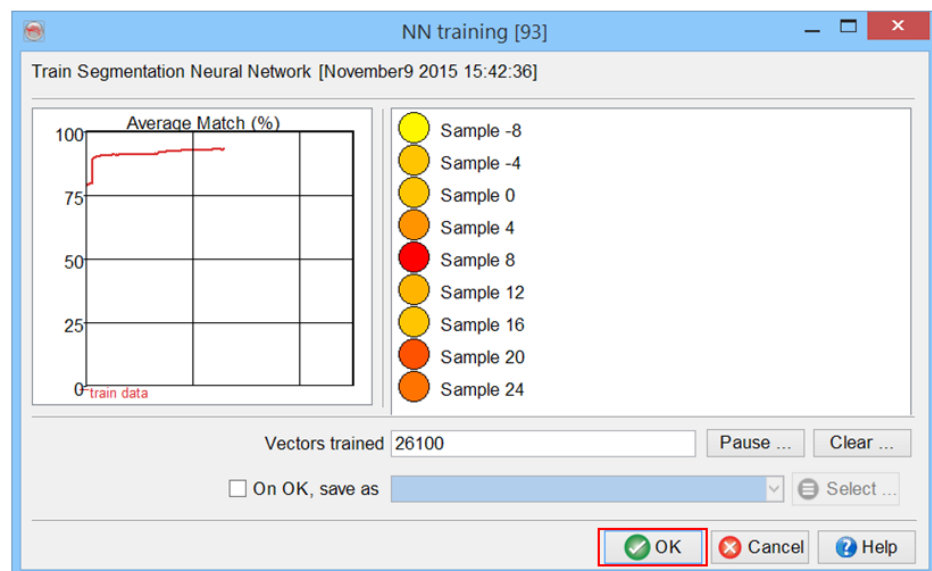 NN training [93]
Train Segmentation Neural Network [November9 2015 15:42:36]
Average Match (%)
100
75
50
25
0
train data
Sample -8
Sample -4
Sample 0
Sample 4
Sample 8
Sample 12
Sample 16
Sample 20
Sample 24
Vectors trained 26100 Pause ... Clear ...
On OK, save as Select ...
OK Cancel Help